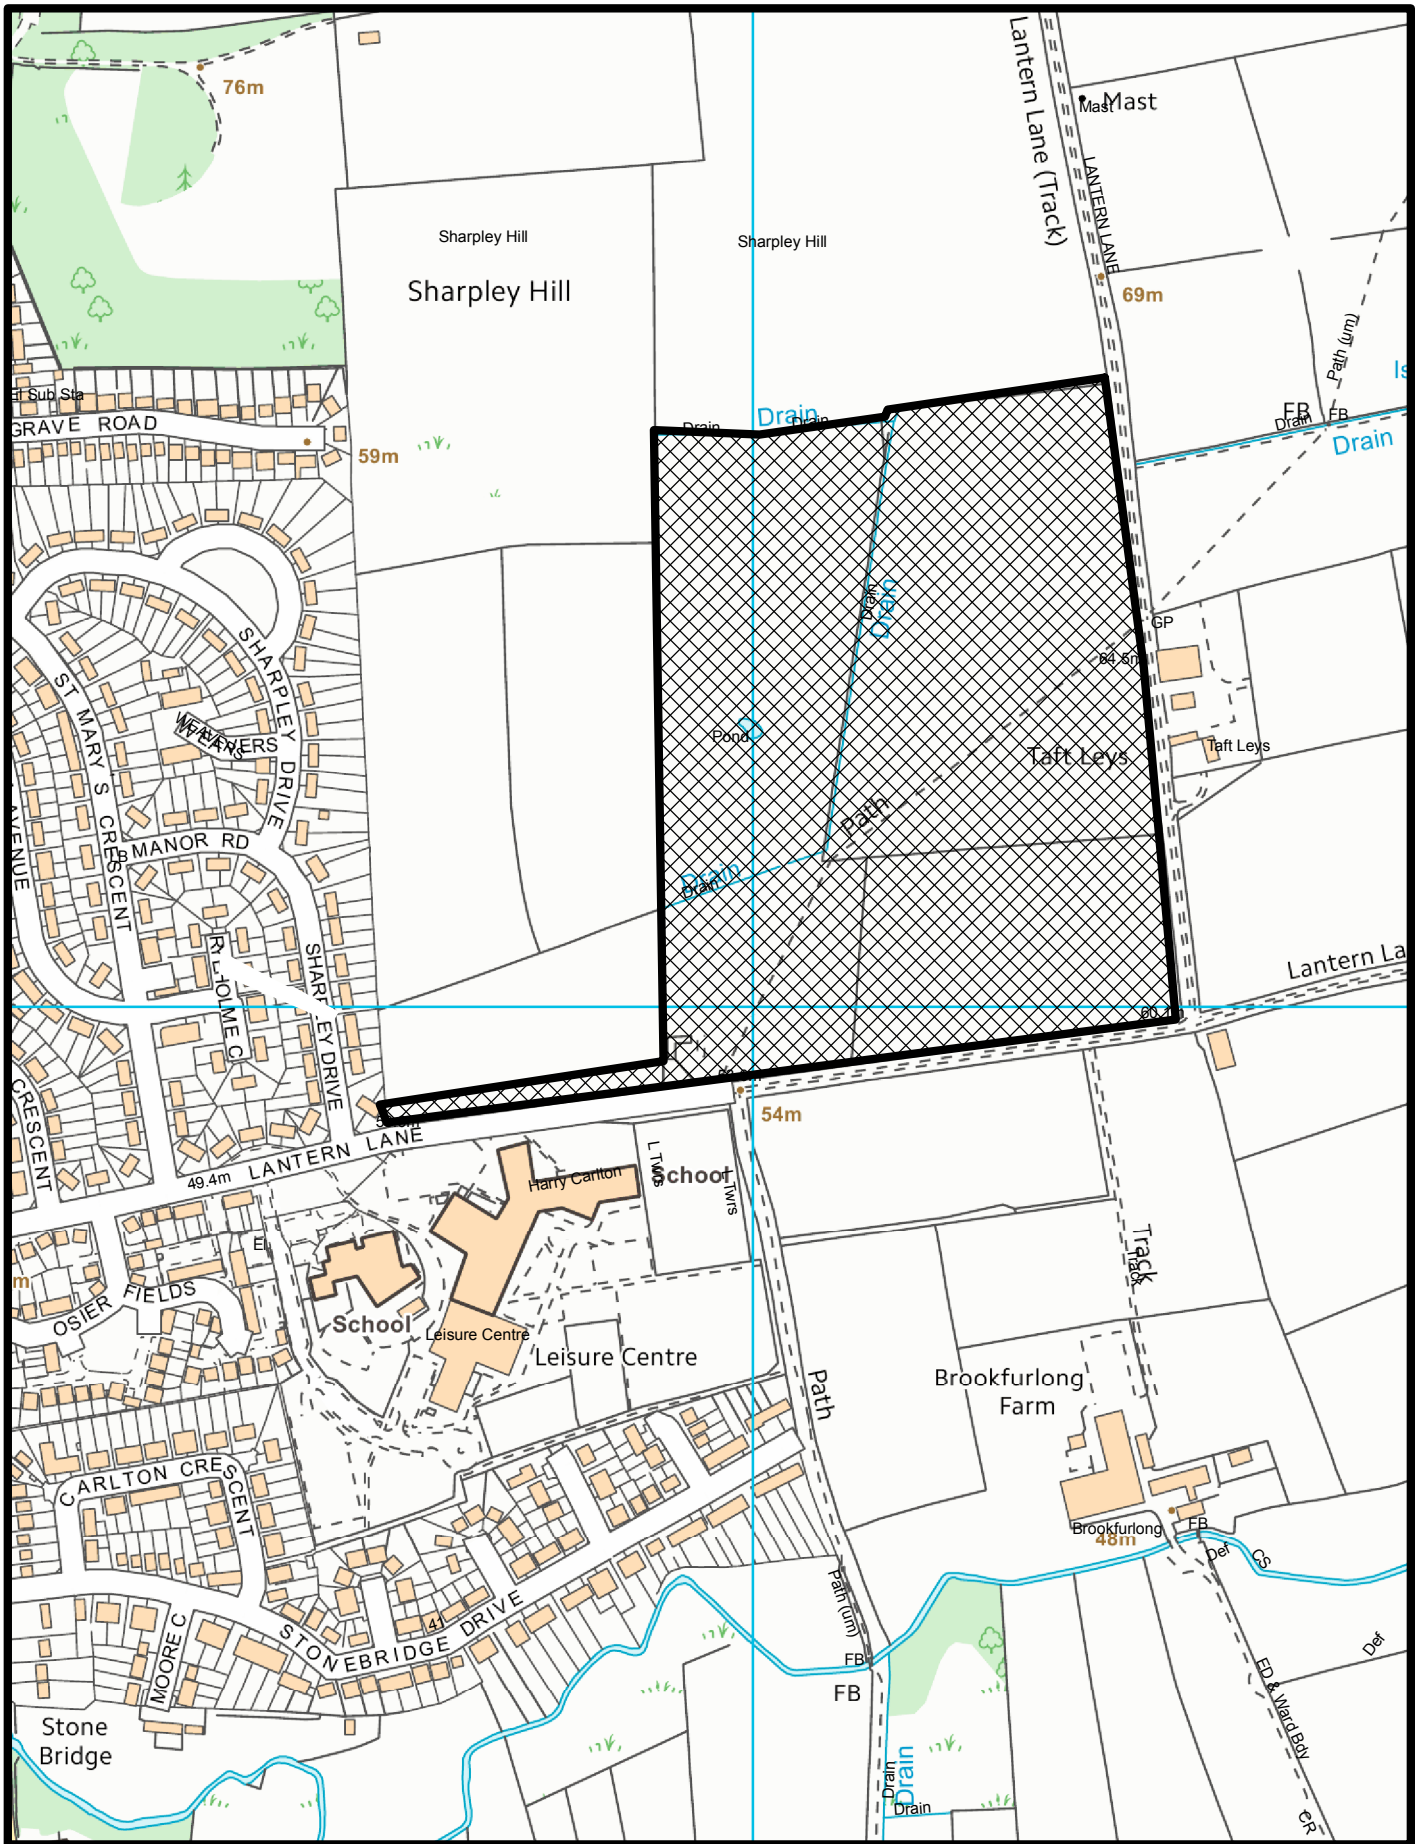 76m
Lantern Lane (Track)
Mast
Mast
LANTERN LANE
Sharpley Hill
Sharpley Hill
Sharpley Hill
69m
Path (um)
El Sub Sta
GRAVE ROAD
59m
Drain
Drain
Drain
FB
FB
Drain
Drain
Drain
Drain
GP
64.5m
SHARPLEY DRIVE
ST MARY S CRESCENT
WEAVERS
Pond
Taft Leys
Taft Leys
AVENUE
MANOR RD
Path
Drain
Drain
SHARPLEY DRIVE
Lantern La
CRESCENT
54m
LANTERN LANE
49.4m
Harry Carlton
School
L Twrs
L Twrs
El
Track
Track
m
OSIER FIELDS
School
Leisure Centre
Leisure Centre
Path
Brookfurlong
Farm
CARLTON CRESCENT
Brookfurlong
48m
FB
Def
CS
Path (um)
41
STONEBRIDGE DRIVE
MOORE C
FB
FB
Def
ED & Ward Bdy
Stone
Bridge
Drain
Drain
Drain
CR